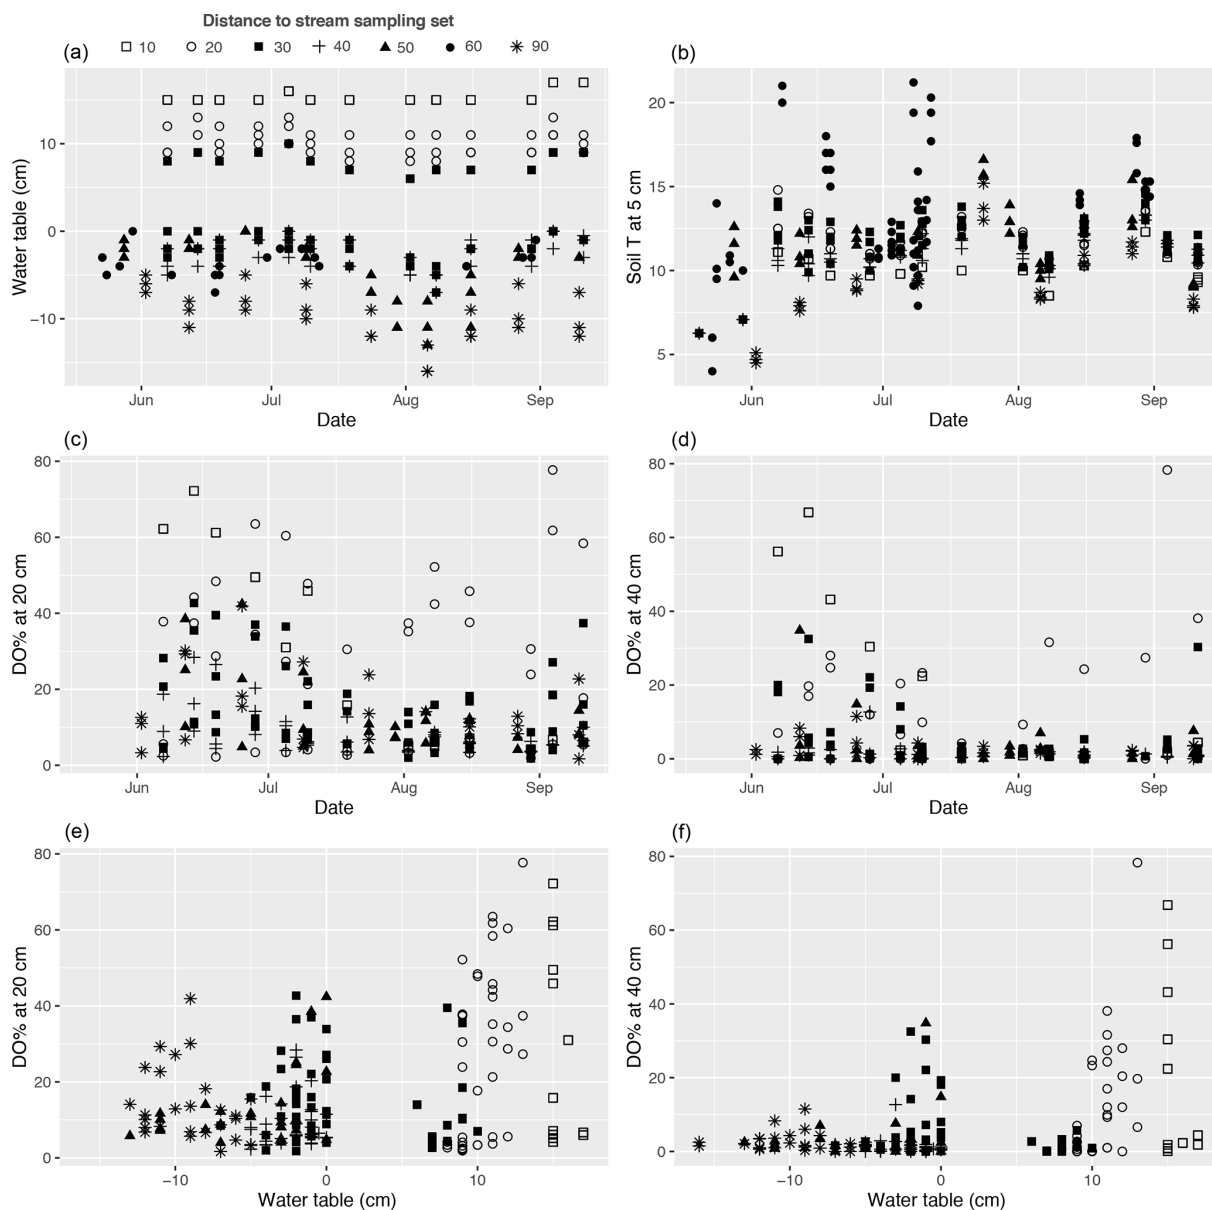 Distance to stream sampling set
10 20 30 40 50 60 90
(a)
Water table (cm)
10
0
−10
Jun Jul Aug Sep
Date
(b)
Soil T at 5 cm
20
15
10
5
Jun Jul Aug Sep
Date
(c)
DO% at 20 cm
80
60
40
20
0
Jun Jul Aug Sep
Date
(d)
DO% at 40 cm
80
60
40
20
0
Jun Jul Aug Sep
Date
(e)
DO% at 20 cm
80
60
40
20
0
−10 0 10
Water table (cm)
(f)
DO% at 40 cm
80
60
40
20
0
−10 0 10
Water table (cm)